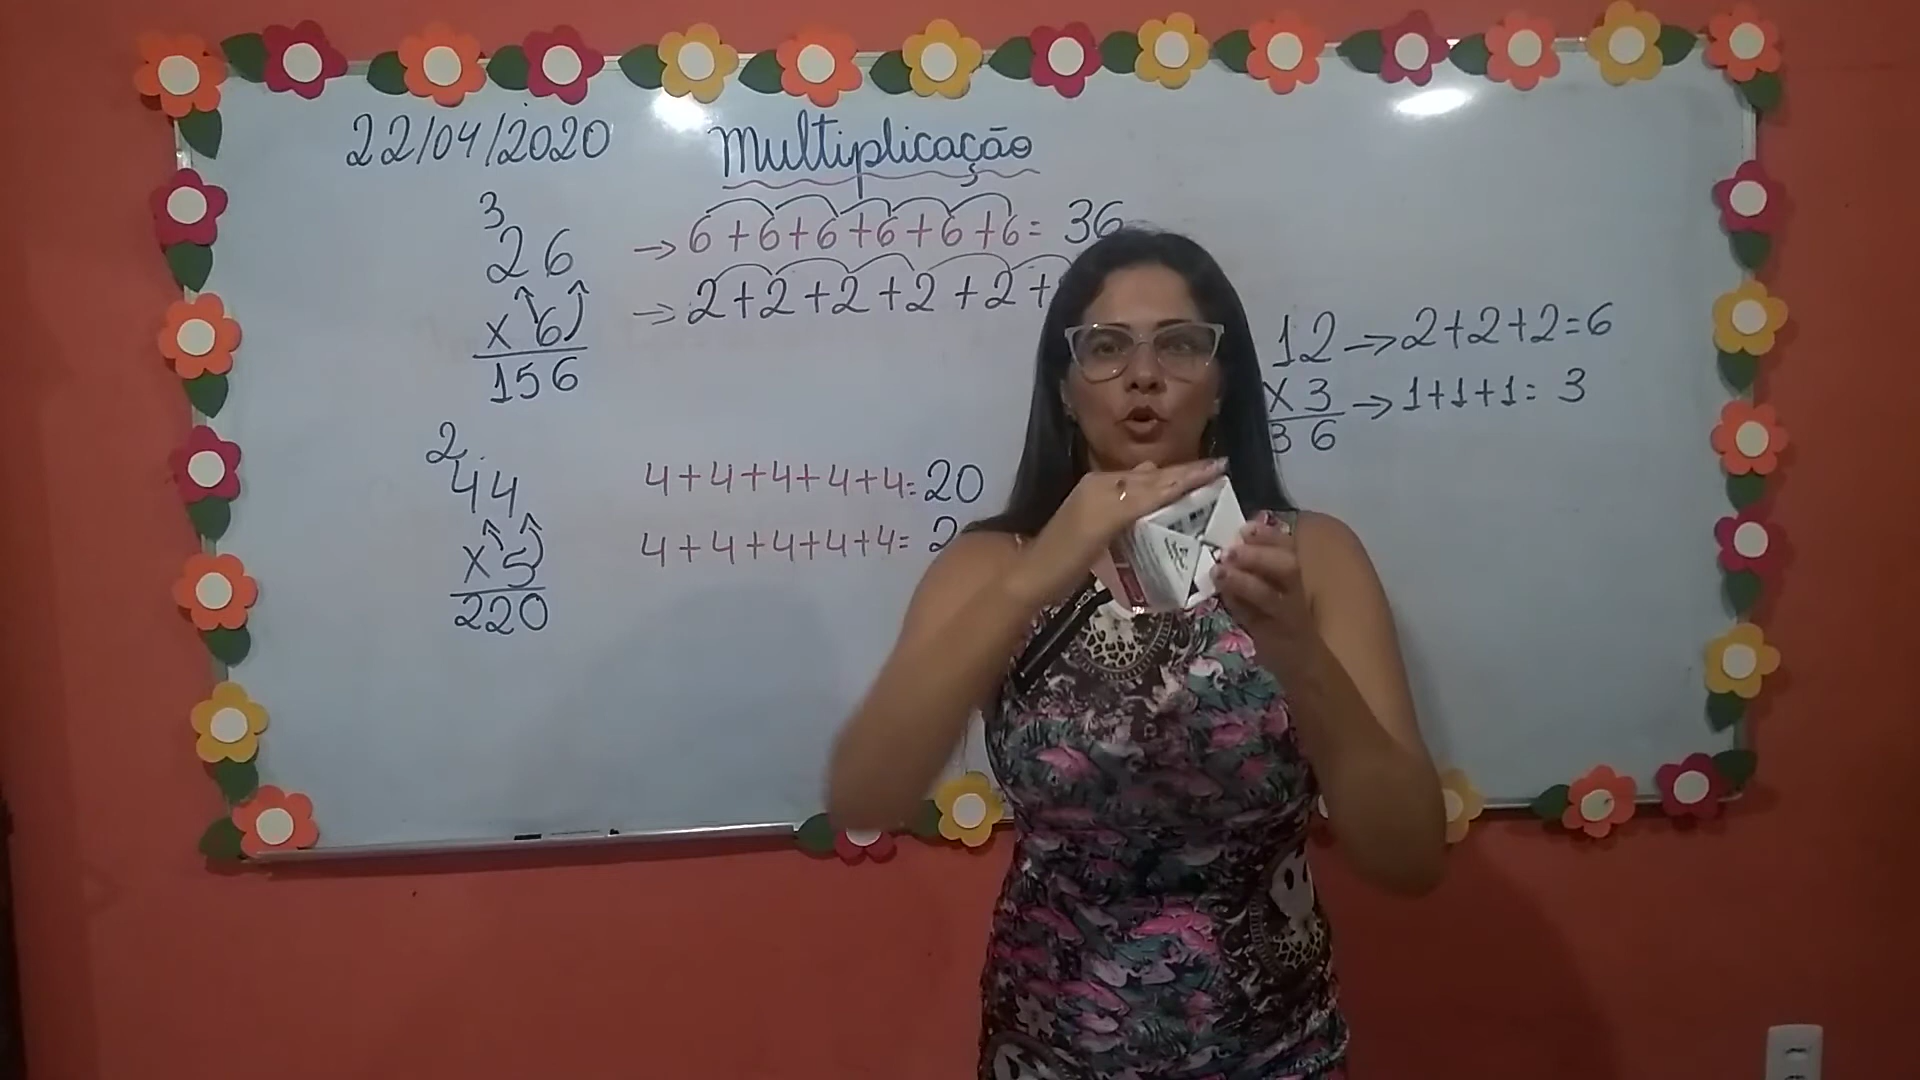 22/04/2020
Multiplicação
3
26
x 6
156
→ 6+6+6+6+6+6= 36
→ 2+2+2+2+2+
12 → 2+2+2=6
x 3 → 1+1+1= 3
36
2
44
x 5
220
4+4+4+4+4= 20
4+4+4+4+4= 2